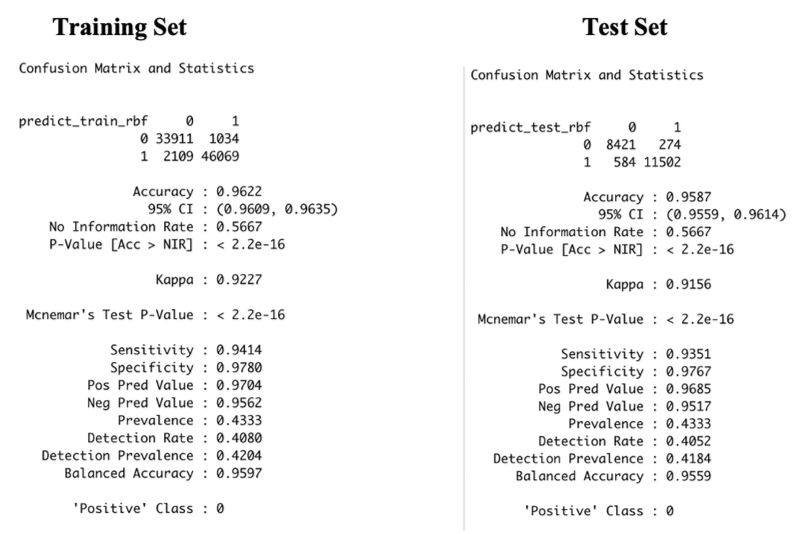 Training Set
Confusion Matrix and Statistics
predict_train_rbf 0 1
0 33911 1034
1 2109 46069
Accuracy : 0.9622
95% CI : (0.9609, 0.9635)
No Information Rate : 0.5667
P-Value [Acc > NIR] : < 2.2e-16
Kappa : 0.9227
Mcnemar's Test P-Value : < 2.2e-16
Sensitivity : 0.9414
Specificity : 0.9780
Pos Pred Value : 0.9704
Neg Pred Value : 0.9562
Prevalence : 0.4333
Detection Rate : 0.4080
Detection Prevalence : 0.4204
Balanced Accuracy : 0.9597
'Positive' Class : 0
Test Set
Confusion Matrix and Statistics
predict_test_rbf 0 1
0 8421 274
1 584 11502
Accuracy : 0.9587
95% CI : (0.9559, 0.9614)
No Information Rate : 0.5667
P-Value [Acc > NIR] : < 2.2e-16
Kappa : 0.9156
Mcnemar's Test P-Value : < 2.2e-16
Sensitivity : 0.9351
Specificity : 0.9767
Pos Pred Value : 0.9685
Neg Pred Value : 0.9517
Prevalence : 0.4333
Detection Rate : 0.4052
Detection Prevalence : 0.4184
Balanced Accuracy : 0.9559
'Positive' Class : 0